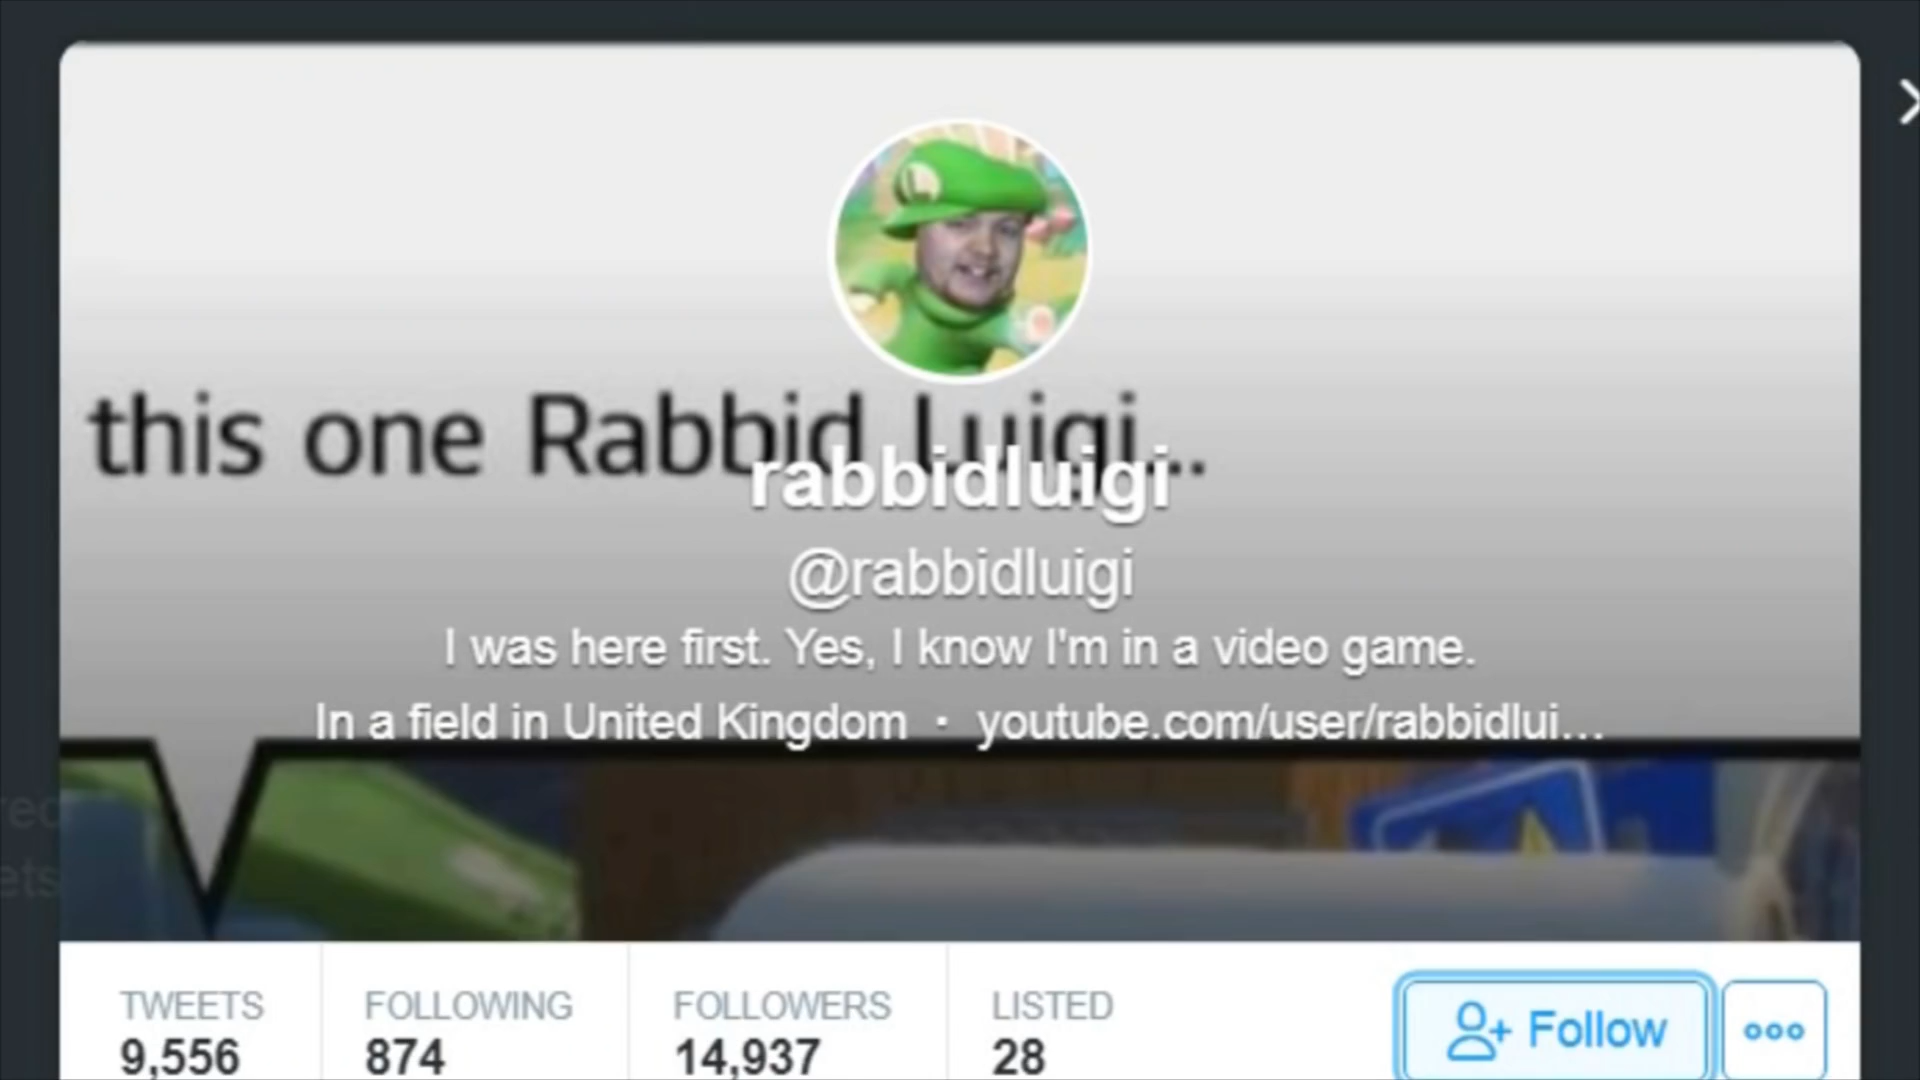 this one Rabbid Luigi...
rabbidluigi
@rabbidluigi
I was here first. Yes, I know I'm in a video game.
In a field in United Kingdom · youtube.com/user/rabbidlui...
TWEETS FOLLOWING FOLLOWERS LISTED
9,556 874 14,937 28
Follow